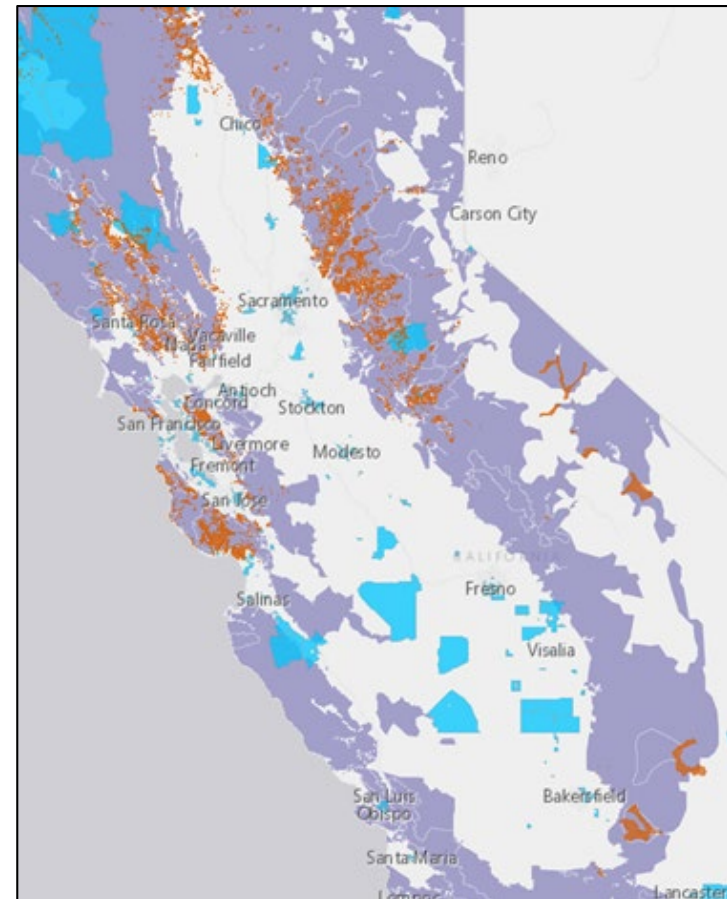 Chico
Reno
Carson City
Sacramento
Santa Rosa
Vacaville
Napa
Fairfield
Antioch
Concord
Stockton
San Francisco
Livermore
Modesto
Fremont
San Jose
CALIFORNIA
Fresno
Salinas
Visalia
San Luis
Obispo
Bakersfield
Santa Maria
Lompoc
Lancaster